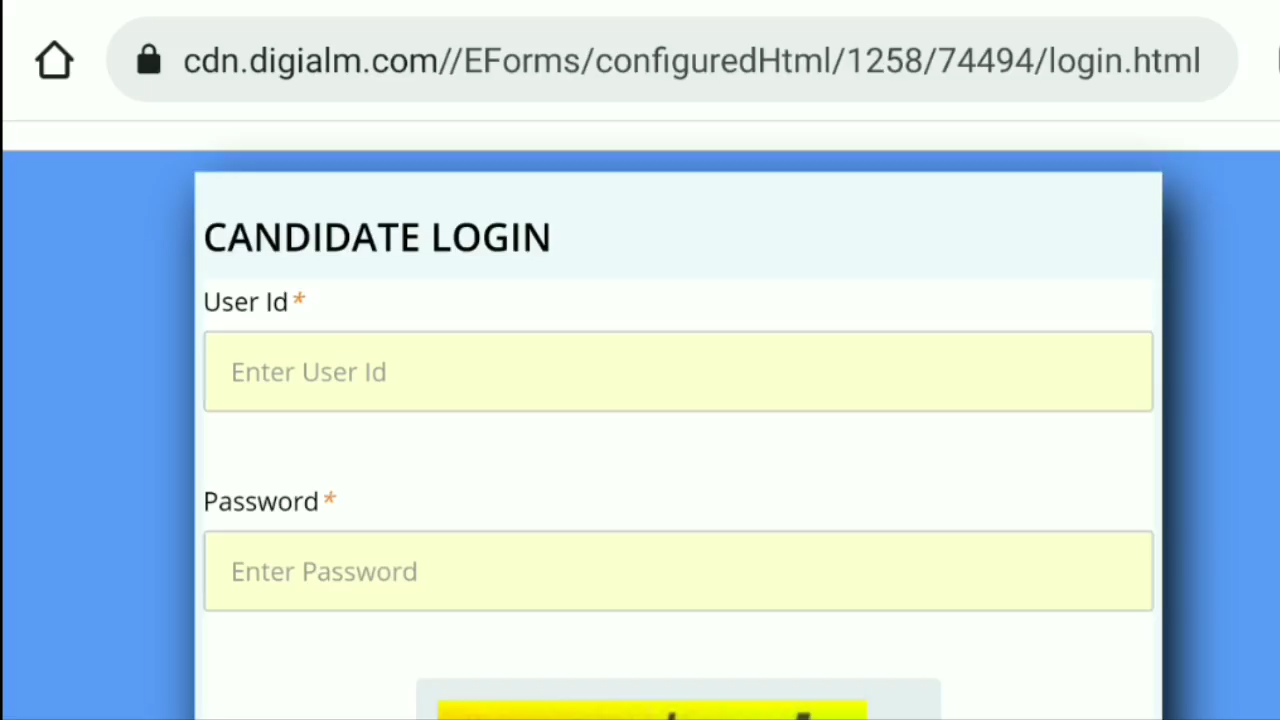 cdn.digialm.com//EForms/configuredHtml/1258/74494/login.html
CANDIDATE LOGIN
User Id *
Enter User Id
Password *
Enter Password